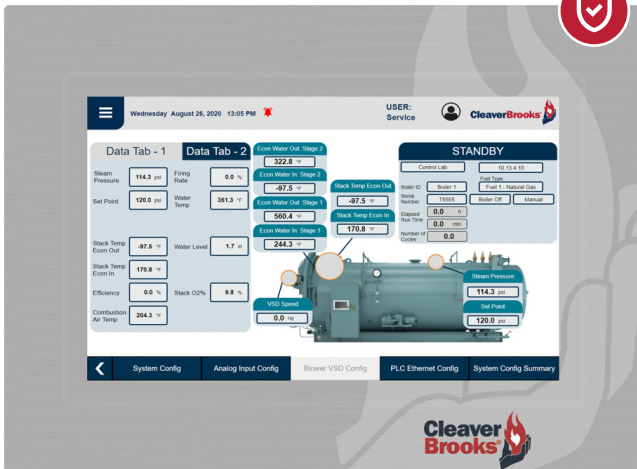 Wednesday August 26, 2020 13:05 PM
USER:
Service
CleaverBrooks
Data Tab - 1
Data Tab - 2
Steam Pressure 114.3 psi
Firing Rate 0.0 %
Set Point 120.0 psi
Water Temp 351.3 °F
Stack Temp Econ Out -97.5 °F
Water Level 1.7 in
Stack Temp Econ In 170.8 °F
Efficiency 0.0 %
Stack O2% 9.8 %
Combustion Air Temp 204.3 °F
Econ Water Out: Stage 2
322.8 °F
Econ Water In: Stage 2
-97.5 °F
Econ Water Out: Stage 1
560.4 °F
Econ Water In: Stage 1
244.3 °F
Stack Temp Econ Out
-97.5 °F
Stack Temp Econ In
170.8 °F
STANDBY
Control Lab
10.13.4.10
Fuel Type
Boiler ID Boiler 1 Fuel 1 - Natural Gas
Serial Number T5555 Boiler Off Manual
Elapsed Run Time 0.0 h
0.0 min
Number of Cycles 0.0
VSD Speed
0.0 Hz
Steam Pressure
114.3 psi
Set Point
120.0 psi
System Config
Analog Input Config
Blower VSD Config
PLC Ethernet Config
System Config Summary
Cleaver
Brooks